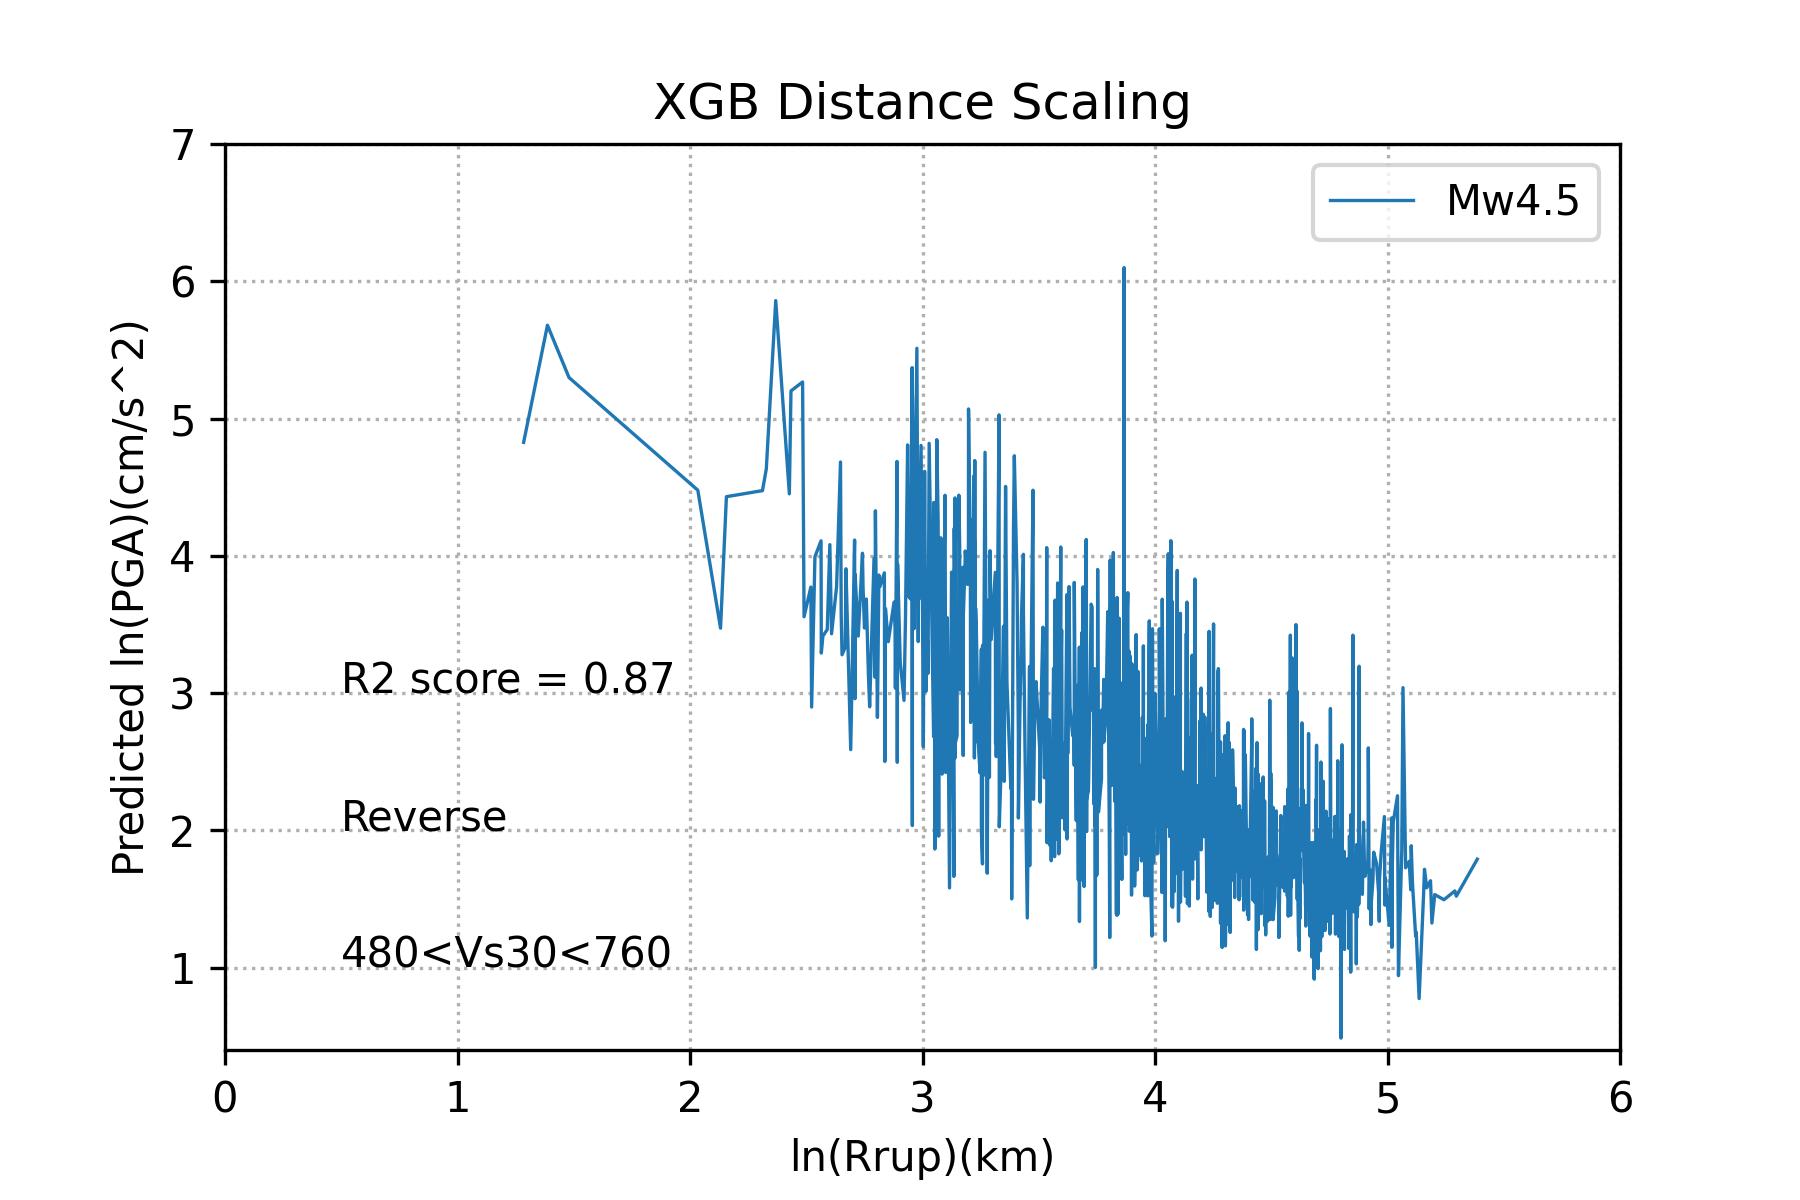 XGB Distance Scaling
7
6
5
4
3
2
1
Predicted ln(PGA)(cm/s^2)
Mw4.5
R2 score = 0.87
Reverse
480<Vs30<760
0 1 2 3 4 5 6
ln(Rrup)(km)